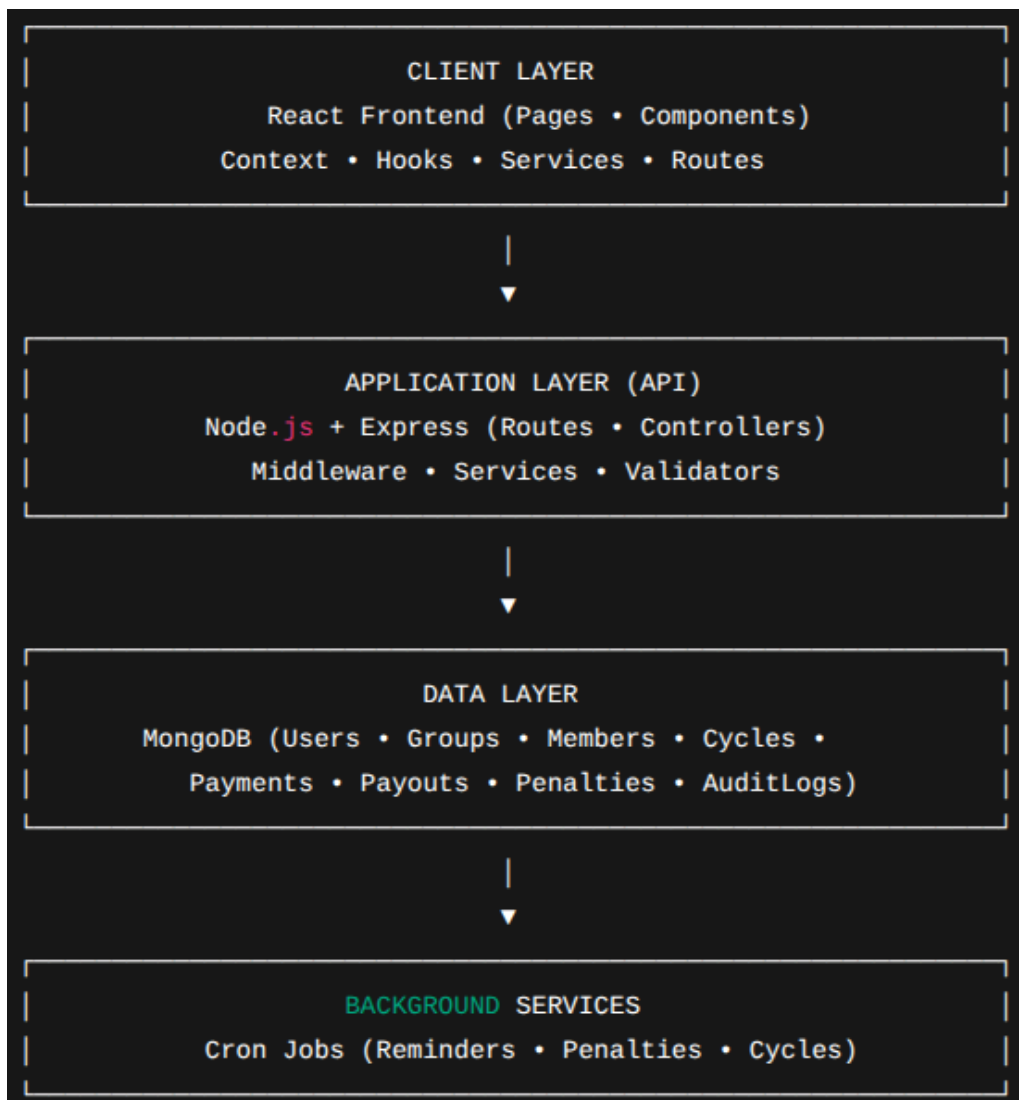 CLIENT LAYER
React Frontend (Pages • Components)
Context • Hooks • Services • Routes
APPLICATION LAYER (API)
Node.js + Express (Routes • Controllers)
Middleware • Services • Validators
DATA LAYER
MongoDB (Users • Groups • Members • Cycles •
Payments • Payouts • Penalties • AuditLogs)
BACKGROUND SERVICES
Cron Jobs (Reminders • Penalties • Cycles)